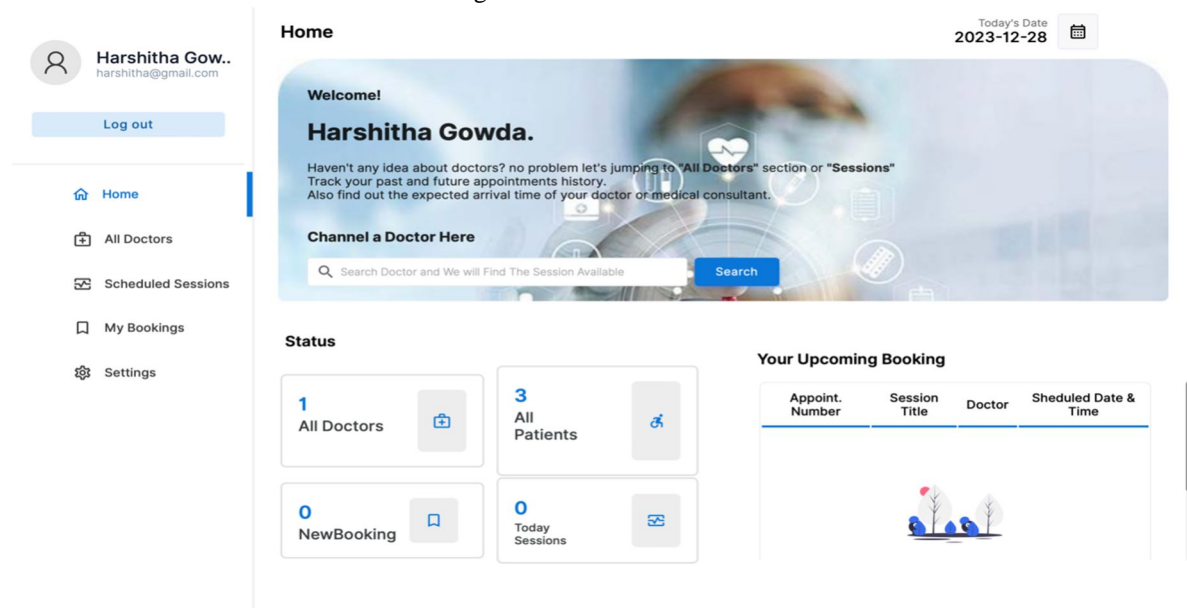 Harshitha Gow..
harshitha@gmail.com
Log out
Home
All Doctors
Scheduled Sessions
My Bookings
Settings
Home
Today's Date
2023-12-28
Welcome!
Harshitha Gowda.
Haven't any idea about doctors? no problem let's jumping to "All Doctors" section or "Sessions"
Track your past and future appointments history.
Also find out the expected arrival time of your doctor or medical consultant.
Channel a Doctor Here
Search Doctor and We will Find The Session Available
Search
Status
1
All Doctors
3
All
Patients
0
NewBooking
0
Today
Sessions
Your Upcoming Booking
Appoint.
Number
Session
Title
Doctor
Sheduled Date &
Time